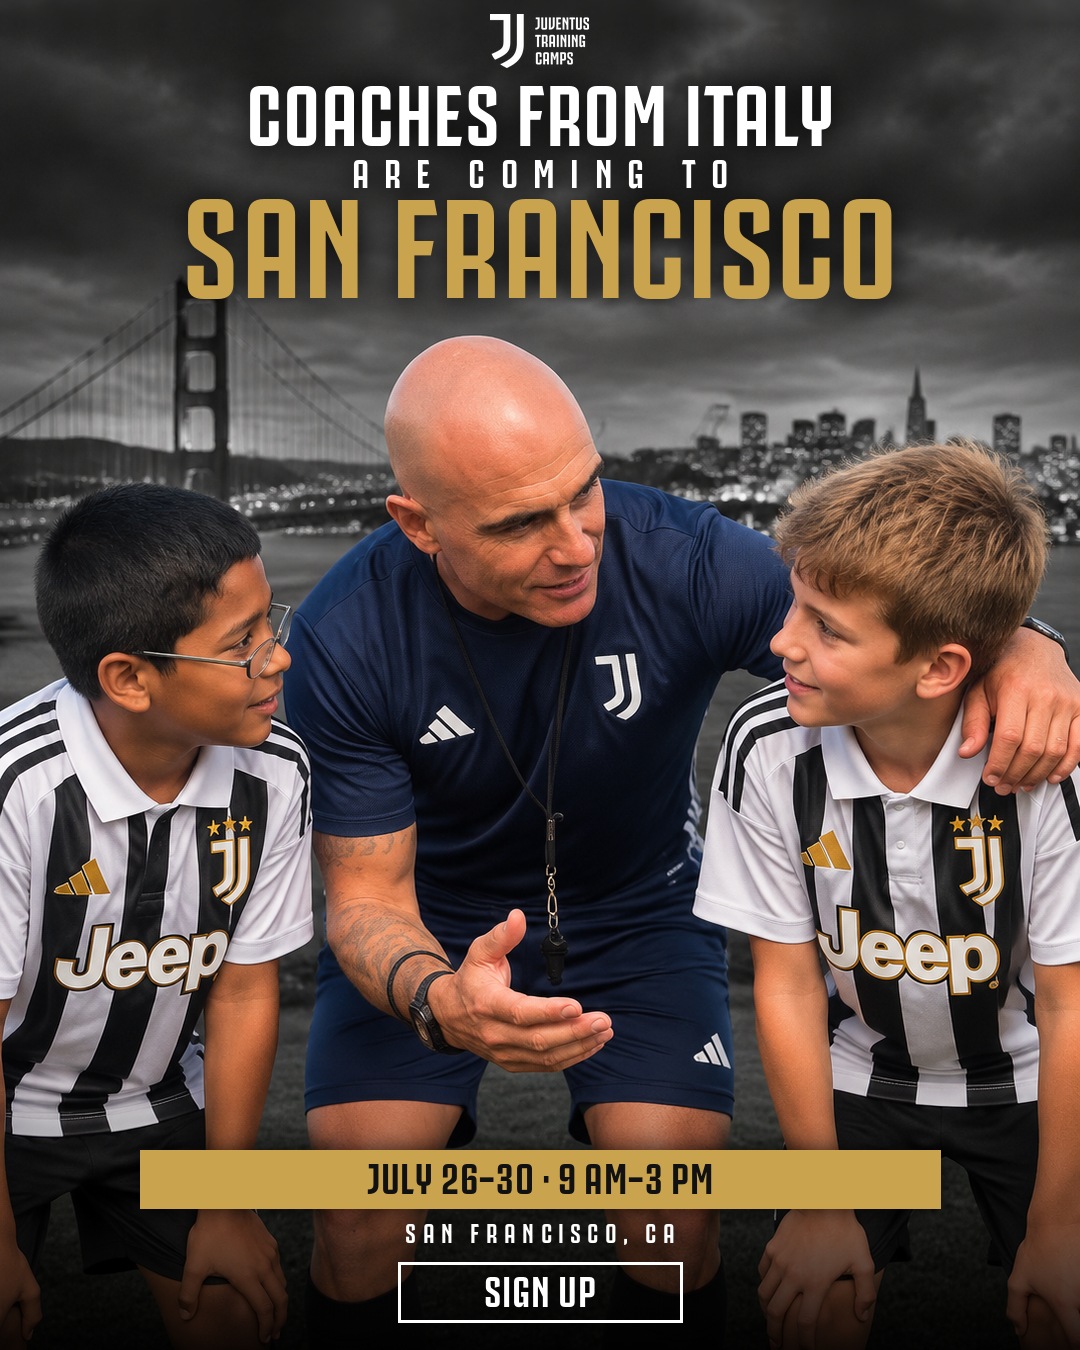 JUVENTUS
TRAINING
CAMPS
COACHES FROM ITALY
ARE COMING TO
SAN FRANCISCO
Jeep
Jeep
JULY 26–30 · 9 AM–3 PM
SAN FRANCISCO, CA
SIGN UP